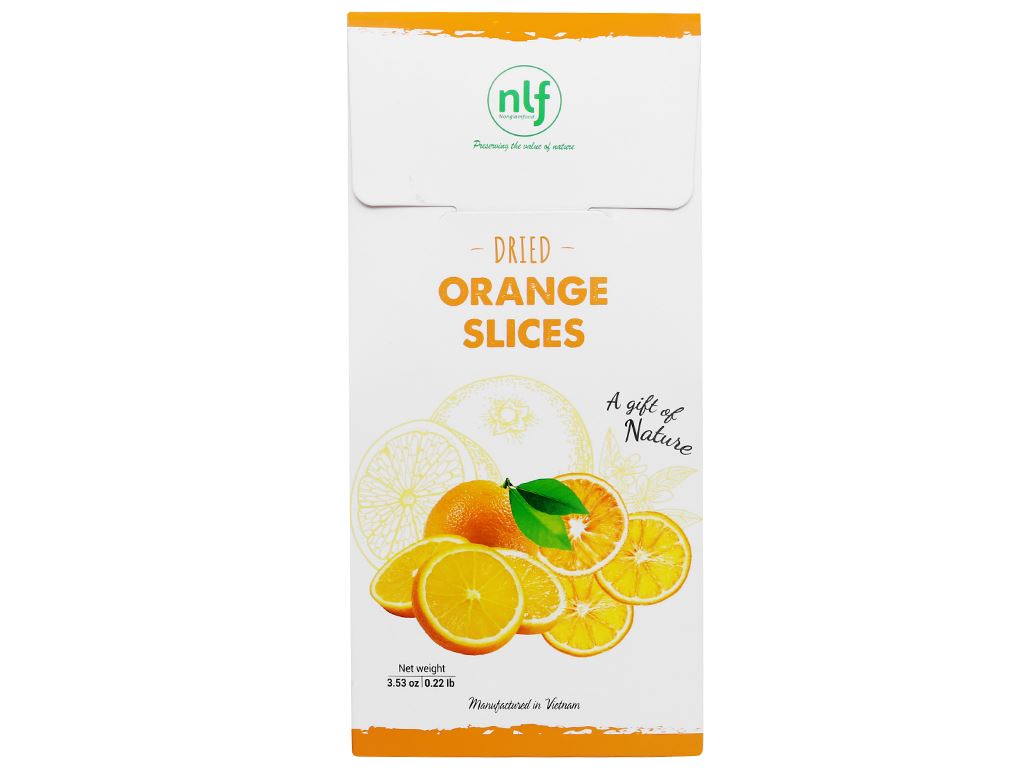 nlf
Nonglamfood
Preserving the value of nature
– DRIED –
ORANGE
SLICES
A gift of
Nature
Net weight
3.53 oz | 0.22 lb
Manufactured in Vietnam